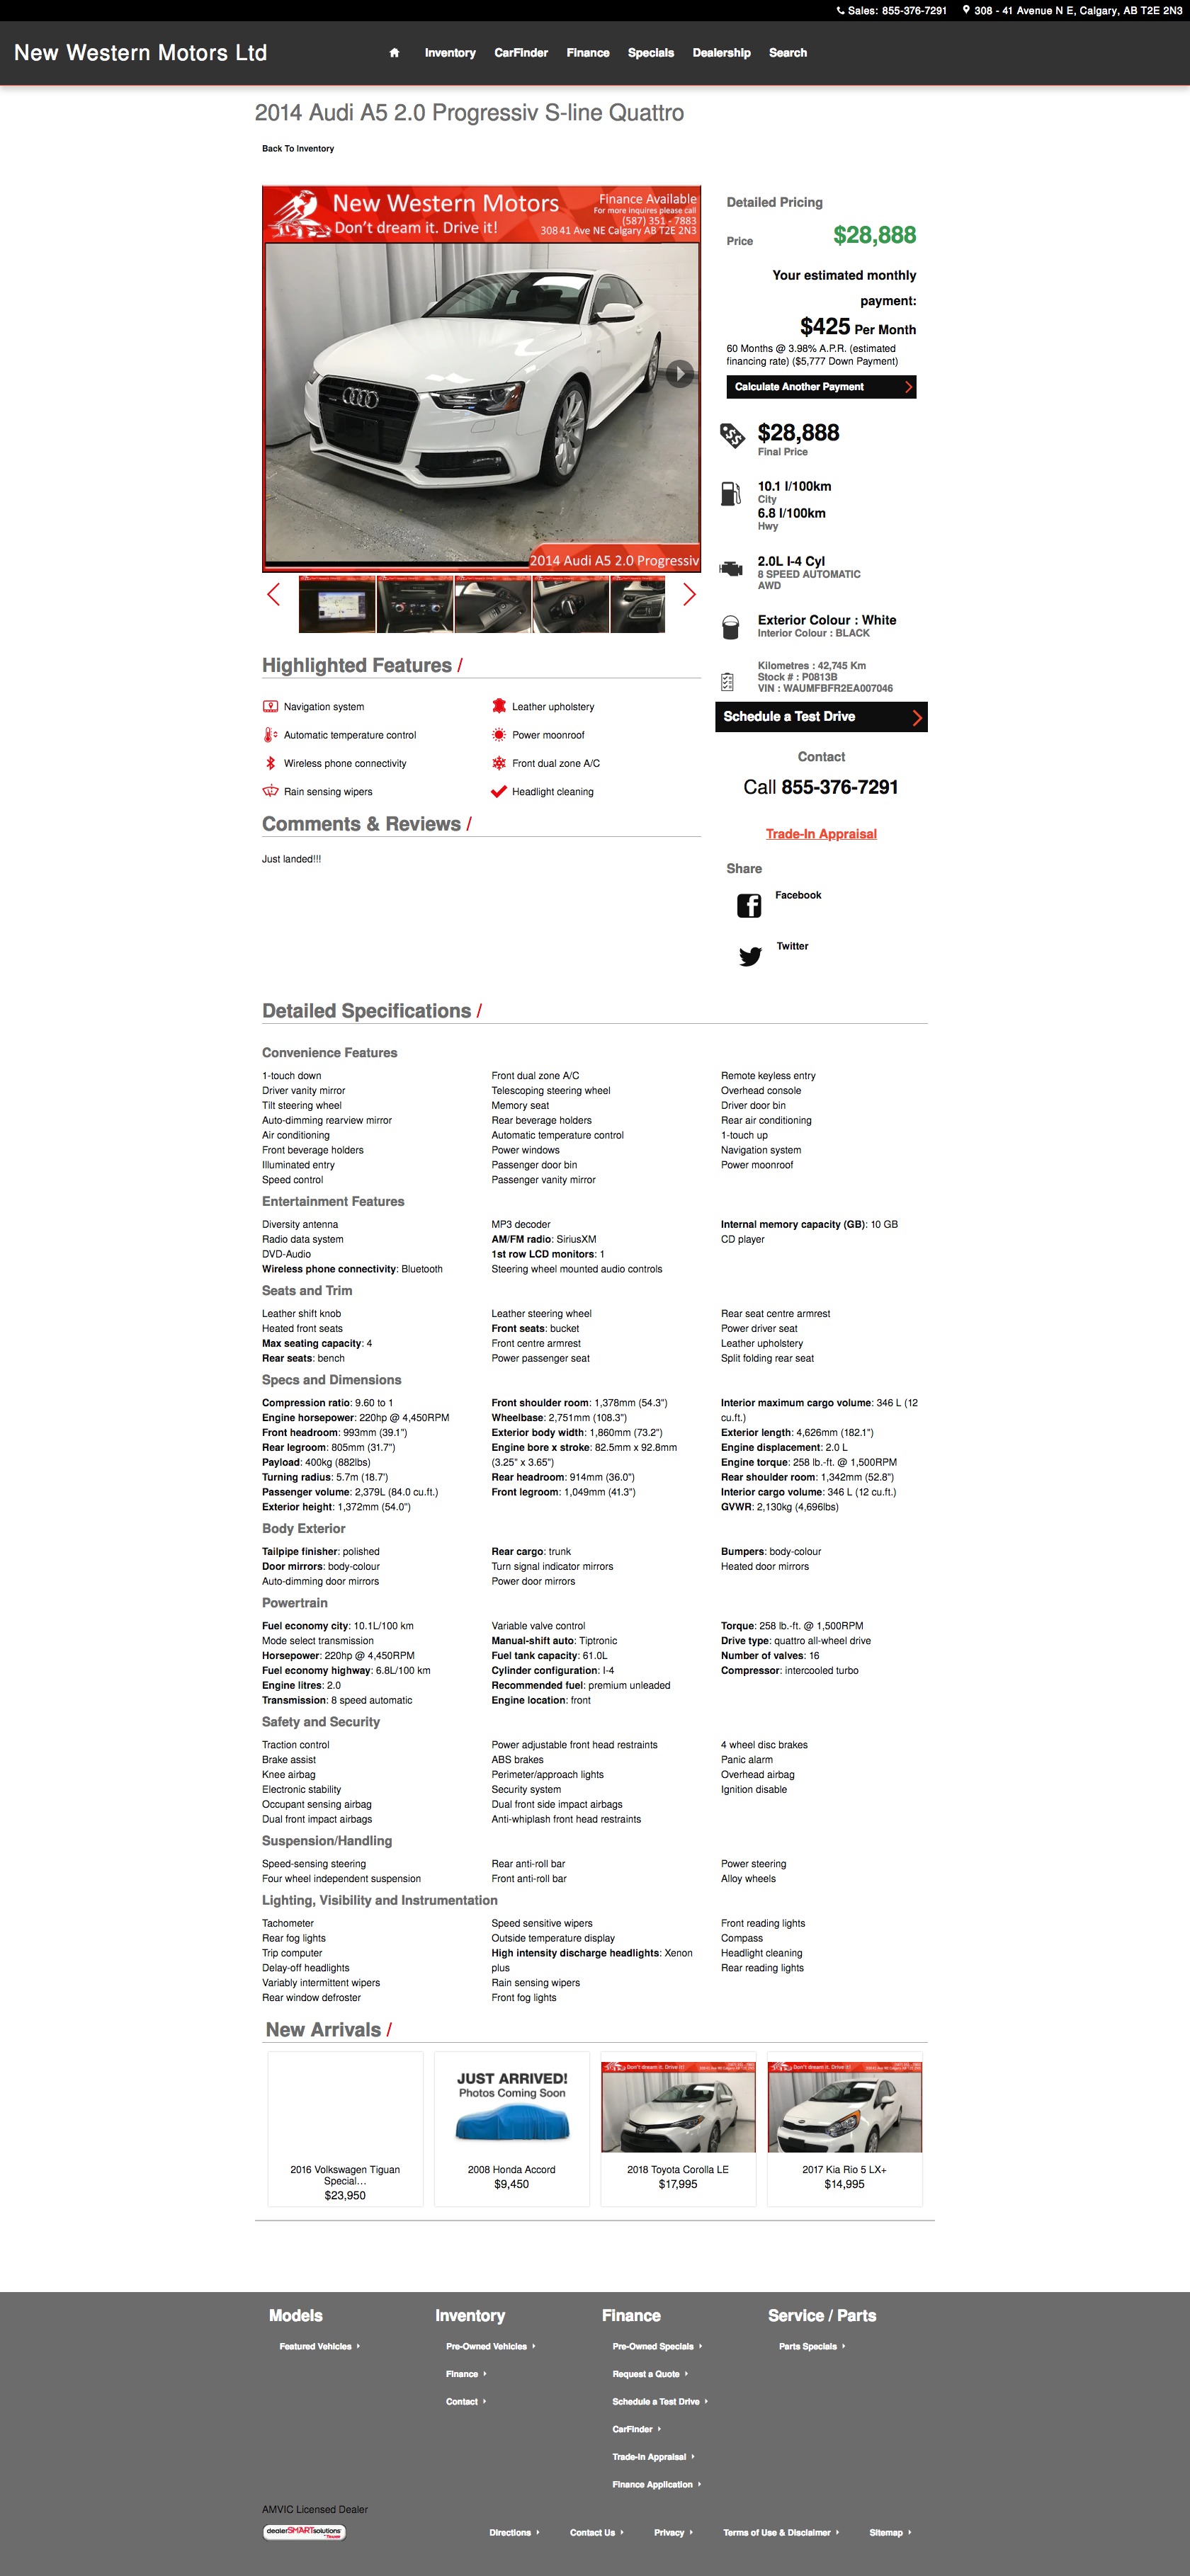 Sales: 855-376-7291
308 - 41 Avenue N E, Calgary, AB T2E 2N3
New Western Motors Ltd
Inventory CarFinder Finance Specials Dealership Search
2014 Audi A5 2.0 Progressiv S-line Quattro
Back To Inventory
New Western Motors
Don't dream it. Drive it!
Finance Available
For more inquires please call
(587) 351 - 7883
308 41 Ave NE Calgary AB T2E 2N3
2014 Audi A5 2.0 Progressiv
Detailed Pricing
Price $28,888
Your estimated monthly
payment:
$425 Per Month
60 Months @ 3.98% A.P.R. (estimated
financing rate) ($5,777 Down Payment)
Calculate Another Payment
$28,888
Final Price
10.1 l/100km
City
6.8 l/100km
Hwy
2.0L I-4 Cyl
8 SPEED AUTOMATIC
AWD
Exterior Colour : White
Interior Colour : BLACK
Kilometres : 42,745 Km
Stock # : P0813B
VIN : WAUMFBFR2EA007046
Schedule a Test Drive
Contact
Call 855-376-7291
Trade-In Appraisal
Share
Facebook
Twitter
Highlighted Features /
Navigation system Leather upholstery
Automatic temperature control Power moonroof
Wireless phone connectivity Front dual zone A/C
Rain sensing wipers Headlight cleaning
Comments & Reviews /
Just landed!!!
Detailed Specifications /
Convenience Features
1-touch down Front dual zone A/C Remote keyless entry
Driver vanity mirror Telescoping steering wheel Overhead console
Tilt steering wheel Memory seat Driver door bin
Auto-dimming rearview mirror Rear beverage holders Rear air conditioning
Air conditioning Automatic temperature control 1-touch up
Front beverage holders Power windows Navigation system
Illuminated entry Passenger door bin Power moonroof
Speed control Passenger vanity mirror
Entertainment Features
Diversity antenna MP3 decoder Internal memory capacity (GB): 10 GB
Radio data system AM/FM radio: SiriusXM CD player
DVD-Audio 1st row LCD monitors: 1
Wireless phone connectivity: Bluetooth Steering wheel mounted audio controls
Seats and Trim
Leather shift knob Leather steering wheel Rear seat centre armrest
Heated front seats Front seats: bucket Power driver seat
Max seating capacity: 4 Front centre armrest Leather upholstery
Rear seats: bench Power passenger seat Split folding rear seat
Specs and Dimensions
Compression ratio: 9.60 to 1 Front shoulder room: 1,378mm (54.3") Interior maximum cargo volume: 346 L (12
Engine horsepower: 220hp @ 4,450RPM Wheelbase: 2,751mm (108.3") cu.ft.)
Front headroom: 993mm (39.1") Exterior body width: 1,860mm (73.2") Exterior length: 4,626mm (182.1")
Rear legroom: 805mm (31.7") Engine bore x stroke: 82.5mm x 92.8mm Engine displacement: 2.0 L
Payload: 400kg (882lbs) (3.25" x 3.65") Engine torque: 258 lb.-ft. @ 1,500RPM
Turning radius: 5.7m (18.7') Rear headroom: 914mm (36.0") Rear shoulder room: 1,342mm (52.8")
Passenger volume: 2,379L (84.0 cu.ft.) Front legroom: 1,049mm (41.3") Interior cargo volume: 346 L (12 cu.ft.)
Exterior height: 1,372mm (54.0") GVWR: 2,130kg (4,696lbs)
Body Exterior
Tailpipe finisher: polished Rear cargo: trunk Bumpers: body-colour
Door mirrors: body-colour Turn signal indicator mirrors Heated door mirrors
Auto-dimming door mirrors Power door mirrors
Powertrain
Fuel economy city: 10.1L/100 km Variable valve control Torque: 258 lb.-ft. @ 1,500RPM
Mode select transmission Manual-shift auto: Tiptronic Drive type: quattro all-wheel drive
Horsepower: 220hp @ 4,450RPM Fuel tank capacity: 61.0L Number of valves: 16
Fuel economy highway: 6.8L/100 km Cylinder configuration: I-4 Compressor: intercooled turbo
Engine litres: 2.0 Recommended fuel: premium unleaded
Transmission: 8 speed automatic Engine location: front
Safety and Security
Traction control Power adjustable front head restraints 4 wheel disc brakes
Brake assist ABS brakes Panic alarm
Knee airbag Perimeter/approach lights Overhead airbag
Electronic stability Security system Ignition disable
Occupant sensing airbag Dual front side impact airbags
Dual front impact airbags Anti-whiplash front head restraints
Suspension/Handling
Speed-sensing steering Rear anti-roll bar Power steering
Four wheel independent suspension Front anti-roll bar Alloy wheels
Lighting, Visibility and Instrumentation
Tachometer Speed sensitive wipers Front reading lights
Rear fog lights Outside temperature display Compass
Trip computer High intensity discharge headlights: Xenon Headlight cleaning
Delay-off headlights plus Rear reading lights
Variably intermittent wipers Rain sensing wipers
Rear window defroster Front fog lights
New Arrivals /
JUST ARRIVED!
Photos Coming Soon
Don't dream it. Drive it!
Don't dream it. Drive it!
2016 Volkswagen Tiguan
Special...
$23,950
2008 Honda Accord
$9,450
2018 Toyota Corolla LE
$17,995
2017 Kia Rio 5 LX+
$14,995
Models Inventory Finance Service / Parts
Featured Vehicles Pre-Owned Vehicles Pre-Owned Specials Parts Specials
Finance Request a Quote
Contact Schedule a Test Drive
CarFinder
Trade-In Appraisal
Finance Application
AMVIC Licensed Dealer
dealerSMARTsolutions
Directions Contact Us Privacy Terms of Use & Disclaimer Sitemap